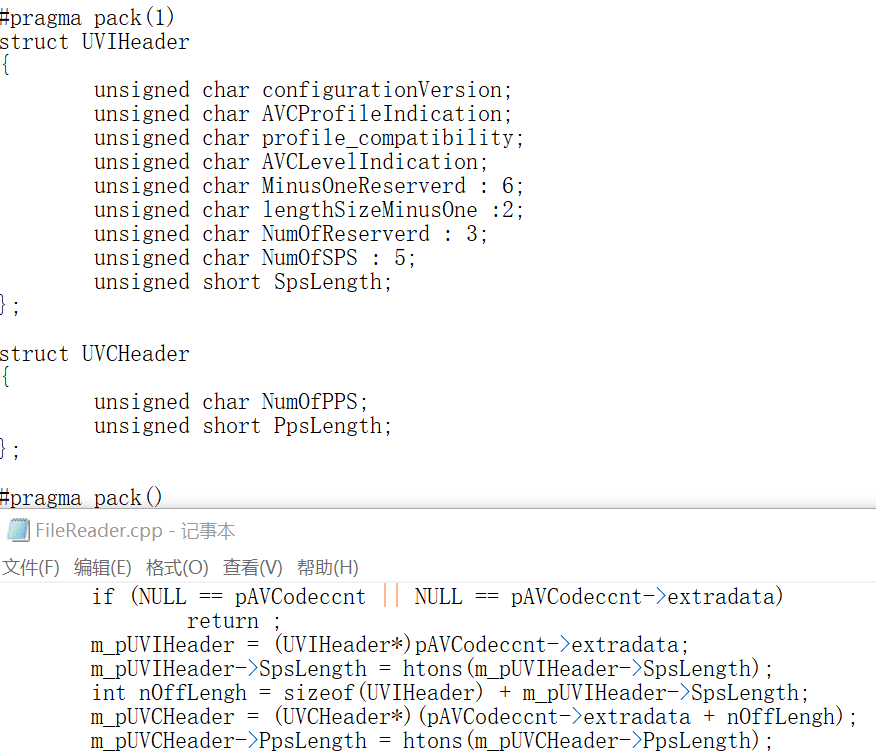 #pragma pack(1)
struct UVIHeader
{
        unsigned char configurationVersion;
        unsigned char AVCProfileIndication;
        unsigned char profile_compatibility;
        unsigned char AVCLevelIndication;
        unsigned char MinusOneReserverd : 6;
        unsigned char lengthSizeMinusOne :2;
        unsigned char NumOfReserverd : 3;
        unsigned char NumOfSPS : 5;
        unsigned short SpsLength;
};

struct UVCHeader
{
        unsigned char NumOfPPS;
        unsigned short PpsLength;
};

#pragma pack()
FileReader.cpp - 记事本
文件(F) 编辑(E) 格式(O) 查看(V) 帮助(H)
        if (NULL == pAVCodeccnt || NULL == pAVCodeccnt->extradata)
                return ;
        m_pUVIHeader = (UVIHeader*)pAVCodeccnt->extradata;
        m_pUVIHeader->SpsLength = htons(m_pUVIHeader->SpsLength);
        int nOffLengh = sizeof(UVIHeader) + m_pUVIHeader->SpsLength;
        m_pUVCHeader = (UVCHeader*)(pAVCodeccnt->extradata + nOffLengh);
        m_pUVCHeader->PpsLength = htons(m_pUVCHeader->PpsLength);